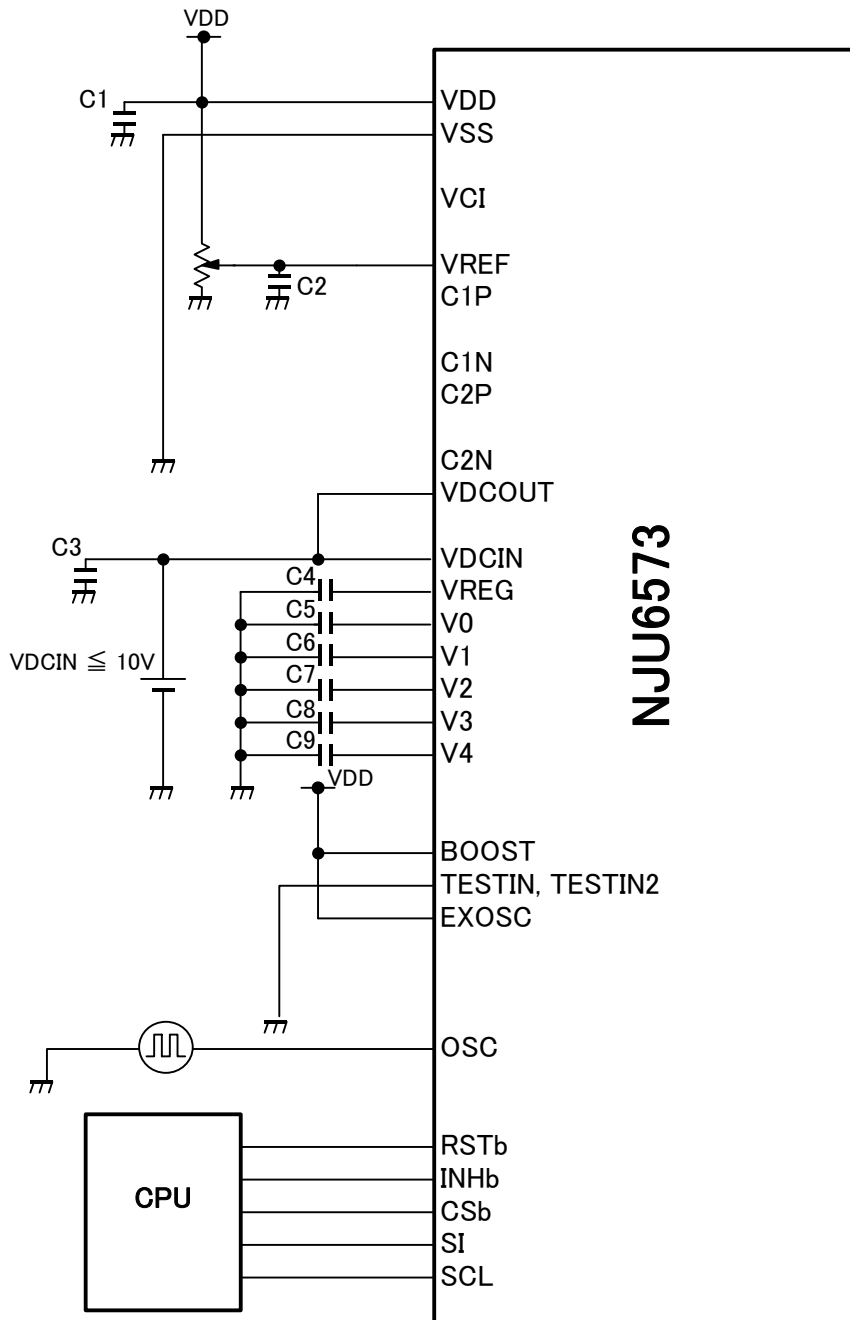 VDD
C1
VDD
VSS
VCI
VREF
C2
C1P
C1N
C2P
C2N
VDCOUT
C3
VDCIN
C4
VREG
C5
V0
C6
V1
VDCIN ≦ 10V
C7
V2
C8
V3
C9
V4
VDD
BOOST
TESTIN, TESTIN2
EXOSC
OSC
RSTb
INHb
CPU
CSb
SI
SCL
NJU6573